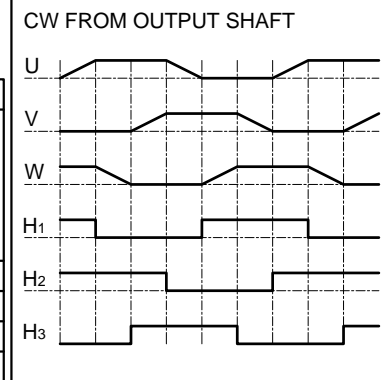 CW FROM OUTPUT SHAFT
U
V
W
H1
H2
H3